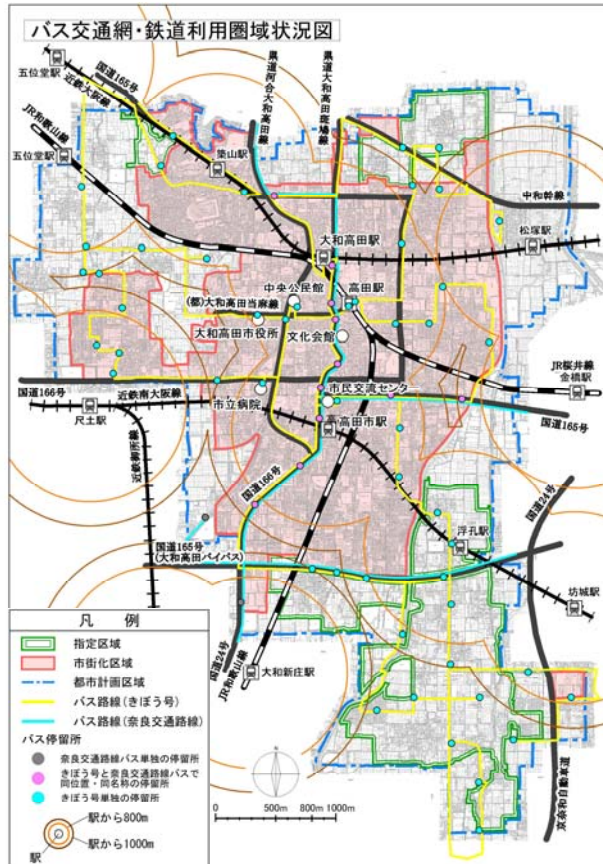 バス交通網・鉄道利用圏域状況図
五位堂駅
国道165号
近鉄大阪線
県道河合大和高田線
県道大和高田斑鳩線
JR和歌山線
五位堂駅
築山駅
中和幹線
松塚駅
大和高田駅
中央公民館
高田駅
(都)大和高田当麻線
大和高田市役所
文化会館
JR桜井線
金橋駅
国道166号
近鉄南大阪線
市立病院
市民交流センター
尺土駅
高田市駅
国道165号
近鉄御所線
国道166号
国道24号
国道165号
(大和高田バイパス)
浮孔駅
坊城駅
国道24号
JR和歌山線
大和新庄駅
京奈和自動車道
凡 例
指定区域
市街化区域
都市計画区域
バス路線(きぼう号)
バス路線(奈良交通路線)
バス停留所
奈良交通路線バス単独の停留所
きぼう号と奈良交通路線バスで
同位置・同名称の停留所
きぼう号単独の停留所
駅から800m
駅から1000m
駅
0 500m 800m 1000m